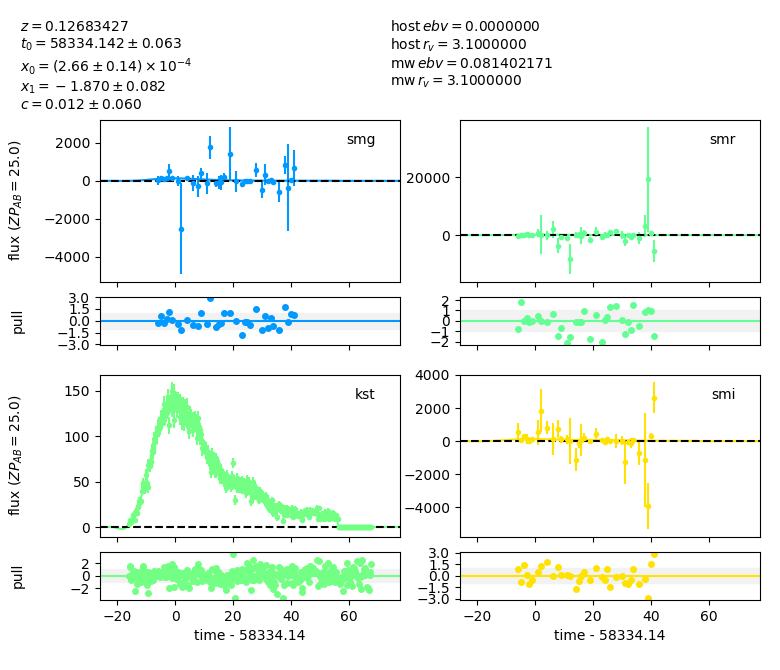 z = 0.12683427
t₀ = 58334.142 ± 0.063
x₀ = (2.66 ± 0.14) × 10⁻⁴
x₁ = −1.870 ± 0.082
c = 0.012 ± 0.060
host ebv = 0.0000000
host rᵥ = 3.1000000
mw ebv = 0.081402171
mw rᵥ = 3.1000000
smg
2000
0
−2000
−4000
flux (ZP_AB = 25.0)
smr
20000
0
3.0
1.5
0.0
−1.5
−3.0
pull
2
1
0
−1
−2
kst
150
100
50
0
flux (ZP_AB = 25.0)
smi
4000
2000
0
−2000
−4000
2
0
−2
pull
−20
0
20
40
60
time - 58334.14
3.0
1.5
0.0
−1.5
−3.0
−20
0
20
40
60
time - 58334.14